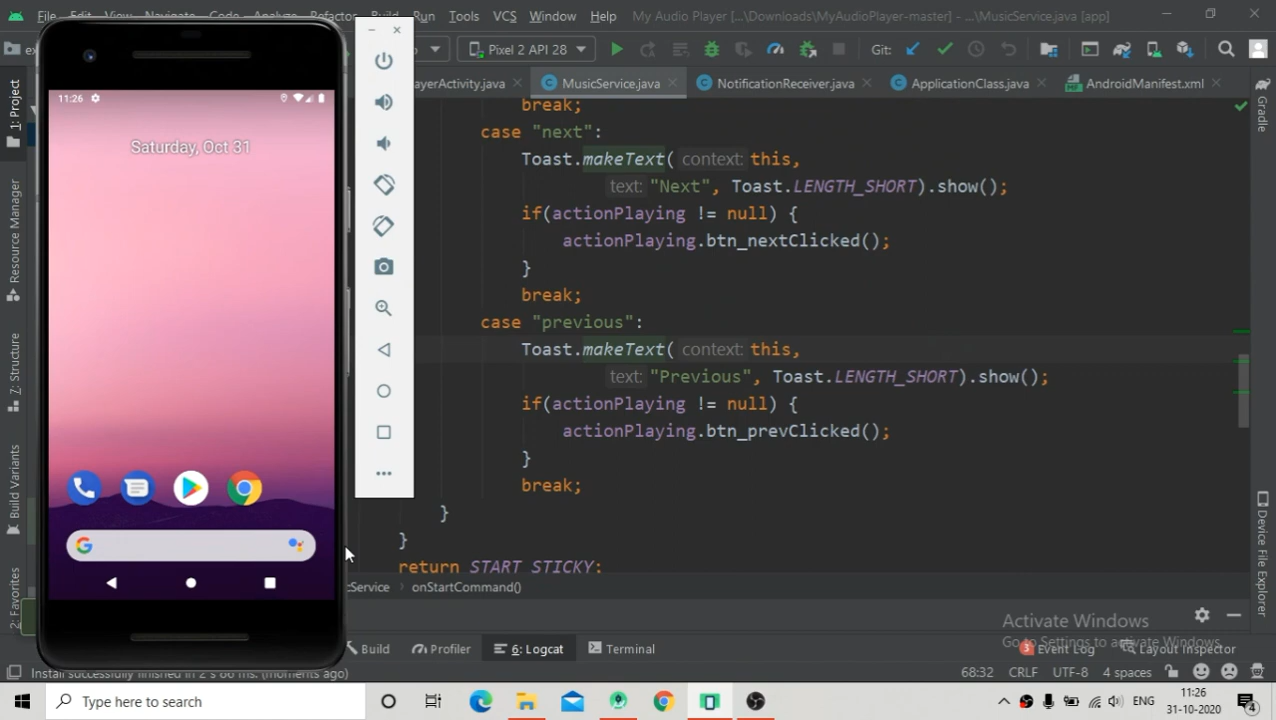 File Edit View Navigate Code Analyze Refactor Build Run Tools VCS Window Help My Audio Player [...\Downloads\MyAudioPlayer-master] - ...\MusicService.java [app]
Pixel 2 API 28
Git:
ayerActivity.java
MusicService.java
NotificationReceiver.java
ApplicationClass.java
AndroidManifest.xml
1: Project
Resource Manager
Z: Structure
Build Variants
2: Favorites
11:26
Saturday, Oct 31
break;
case "next":
Toast.makeText( context: this,
text: "Next", Toast.LENGTH_SHORT).show();
if(actionPlaying != null) {
actionPlaying.btn_nextClicked();
}
break;
case "previous":
Toast.makeText( context: this,
text: "Previous", Toast.LENGTH_SHORT).show();
if(actionPlaying != null) {
actionPlaying.btn_prevClicked();
}
break;
}
}
return START_STICKY;
Gradle
Device File Explorer
cService › onStartCommand()
Activate Windows
Go to Settings to activate Windows.
Build
Profiler
6: Logcat
Terminal
3 Event Log
Layout Inspector
Install successfully finished in 2 s 66 ms. (moments ago)
68:32 CRLF UTF-8 4 spaces
Type here to search
11:26
31-10-2020
4